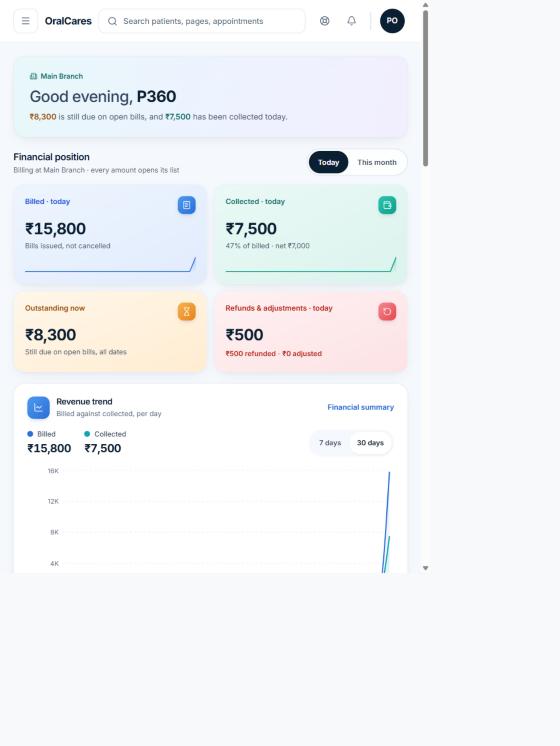 OralCares
Search patients, pages, appointments
PO
Main Branch
Good evening, P360
₹8,300 is still due on open bills, and ₹7,500 has been collected today.
Financial position
Billing at Main Branch · every amount opens its list
Today
This month
Billed · today
₹15,800
Bills issued, not cancelled
Collected · today
₹7,500
47% of billed · net ₹7,000
Outstanding now
₹8,300
Still due on open bills, all dates
Refunds & adjustments · today
₹500
₹500 refunded · ₹0 adjusted
Revenue trend
Billed against collected, per day
Financial summary
Billed
₹15,800
Collected
₹7,500
7 days
30 days
16K
12K
8K
4K